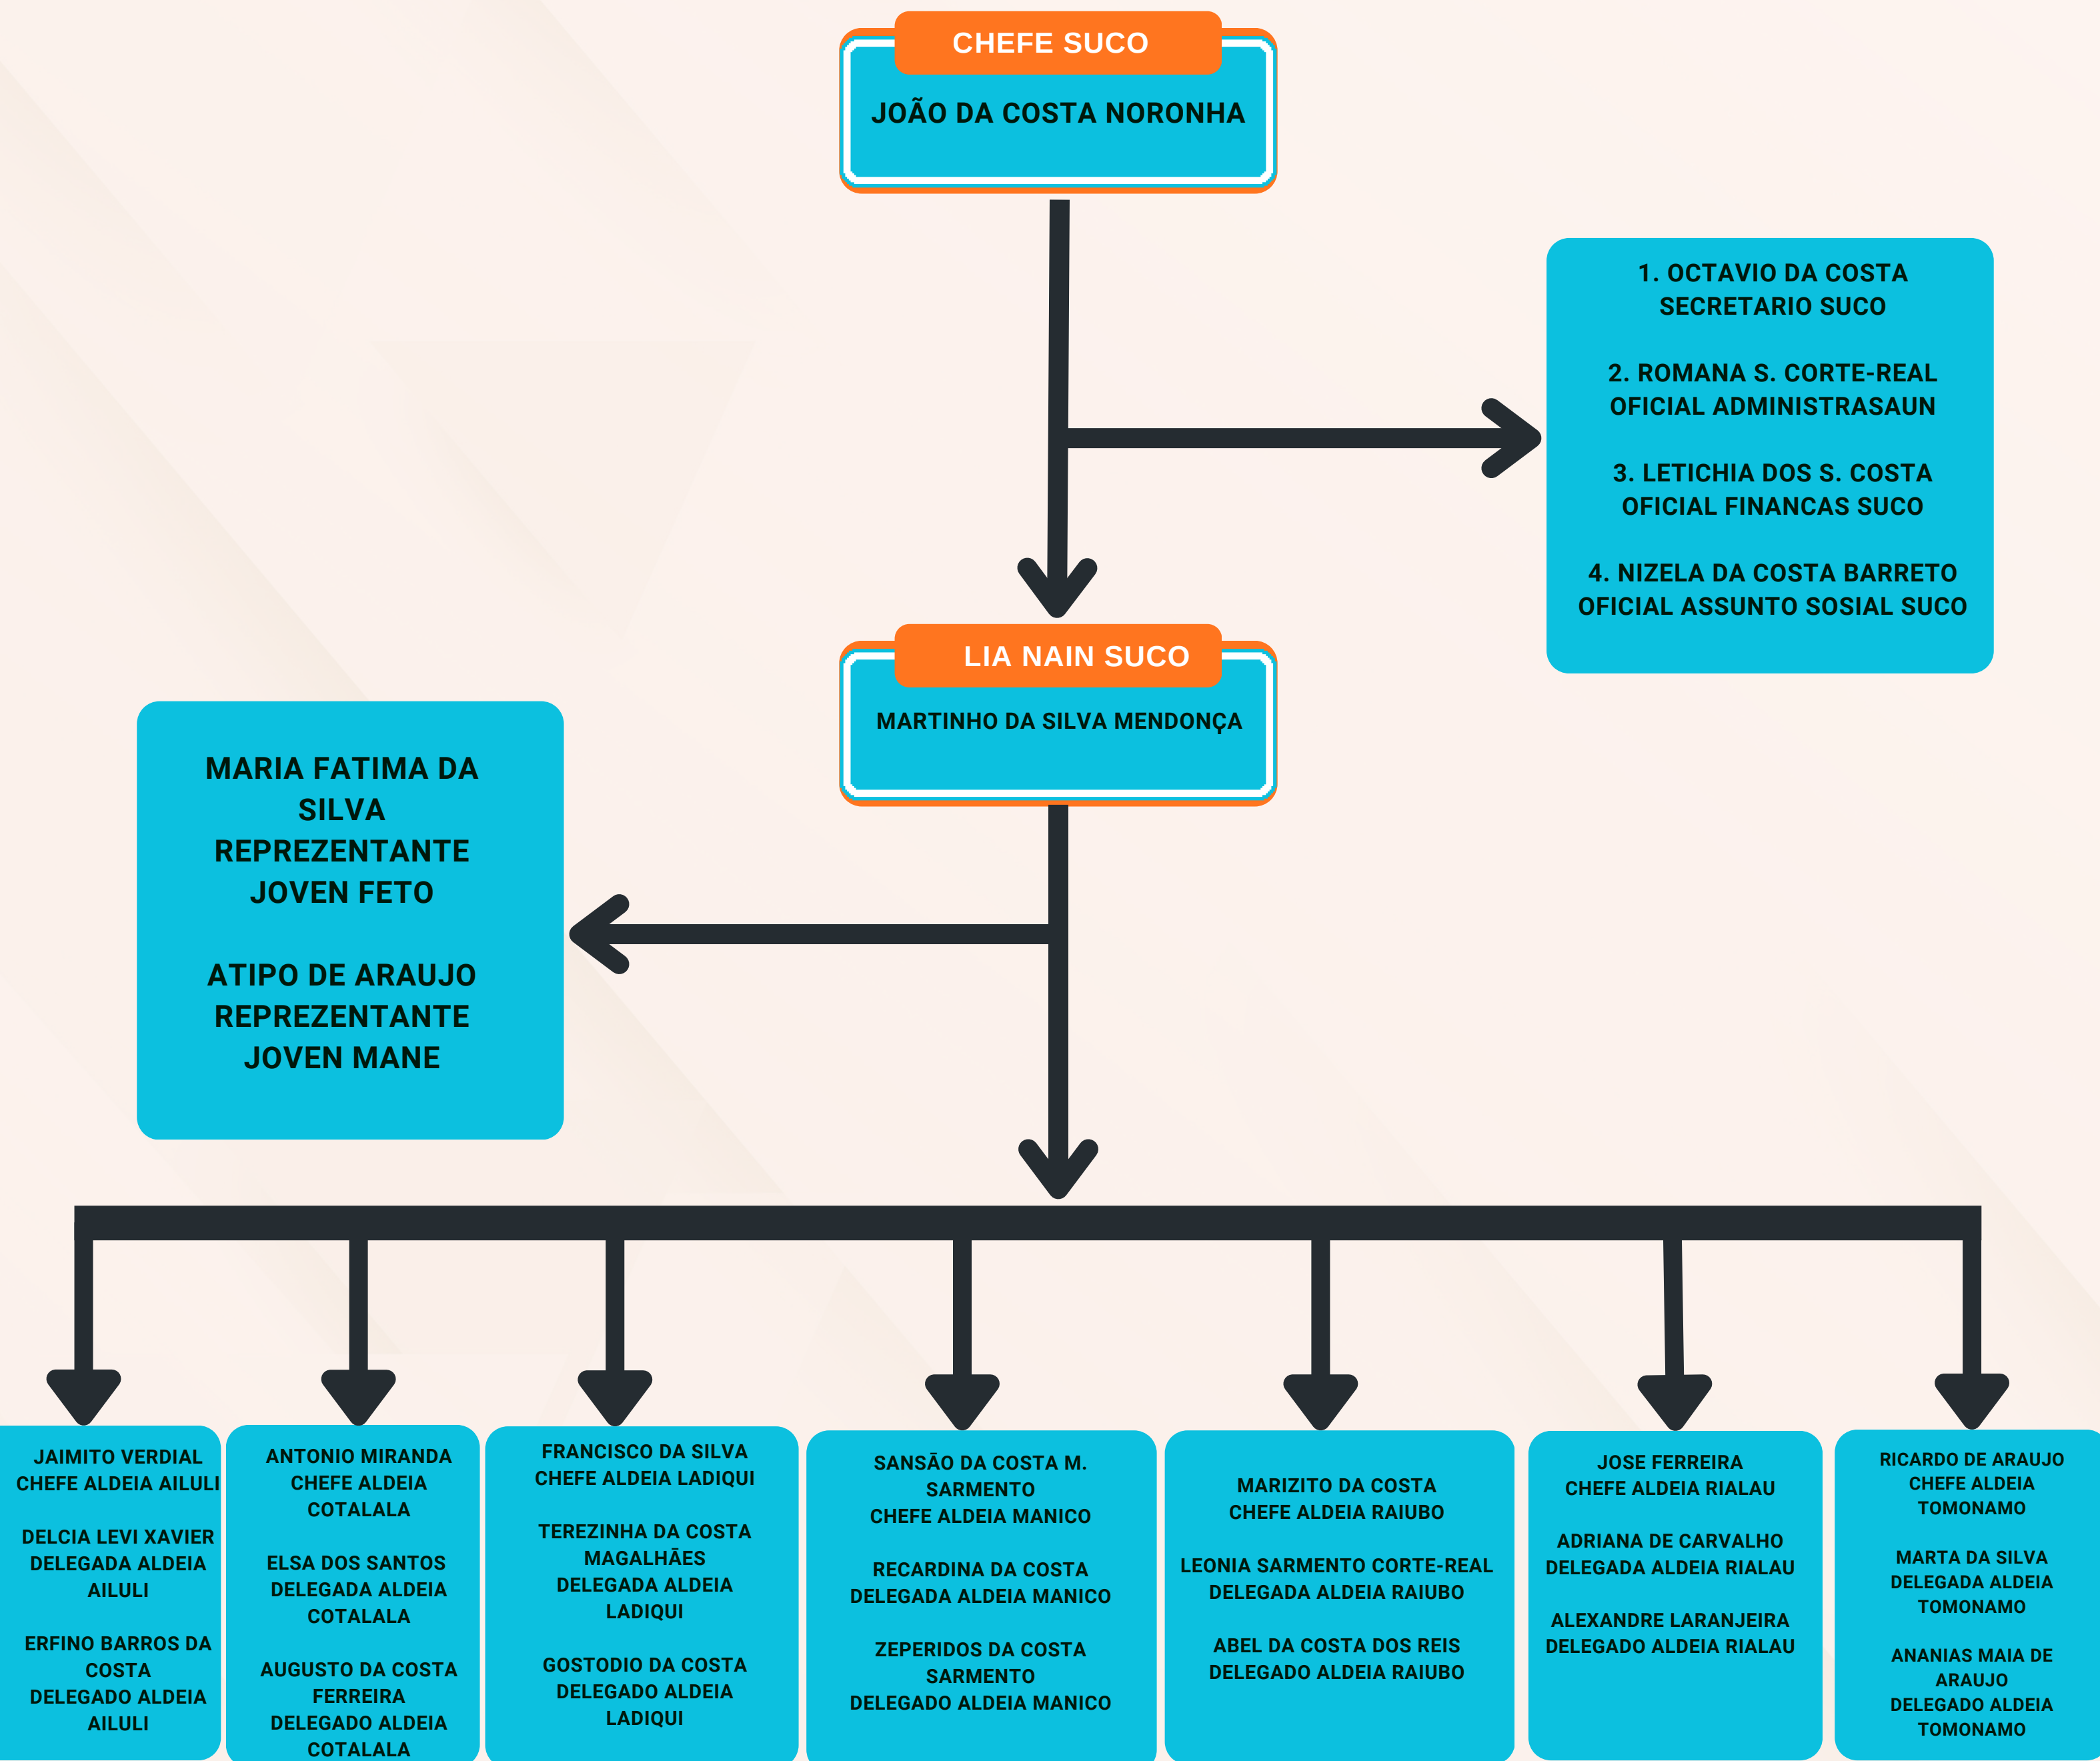 CHEFE SUCO
JOÃO DA COSTA NORONHA
1. OCTAVIO DA COSTA
SECRETARIO SUCO
2. ROMANA S. CORTE-REAL
OFICIAL ADMINISTRASAUN
3. LETICHIA DOS S. COSTA
OFICIAL FINANCAS SUCO
4. NIZELA DA COSTA BARRETO
OFICIAL ASSUNTO SOSIAL SUCO
LIA NAIN SUCO
MARTINHO DA SILVA MENDONÇA
MARIA FATIMA DA
SILVA
REPREZENTANTE
JOVEN FETO
ATIPO DE ARAUJO
REPREZENTANTE
JOVEN MANE
JAIMITO VERDIAL
CHEFE ALDEIA AILULI
DELCIA LEVI XAVIER
DELEGADA ALDEIA
AILULI
ERFINO BARROS DA
COSTA
DELEGADO ALDEIA
AILULI
ANTONIO MIRANDA
CHEFE ALDEIA
COTALALA
ELSA DOS SANTOS
DELEGADA ALDEIA
COTALALA
AUGUSTO DA COSTA
FERREIRA
DELEGADO ALDEIA
COTALALA
FRANCISCO DA SILVA
CHEFE ALDEIA LADIQUI
TEREZINHA DA COSTA
MAGALHÃES
DELEGADA ALDEIA
LADIQUI
GOSTODIO DA COSTA
DELEGADO ALDEIA
LADIQUI
SANSÃO DA COSTA M.
SARMENTO
CHEFE ALDEIA MANICO
RECARDINA DA COSTA
DELEGADA ALDEIA MANICO
ZEPERIDOS DA COSTA
SARMENTO
DELEGADO ALDEIA MANICO
MARIZITO DA COSTA
CHEFE ALDEIA RAIUBO
LEONIA SARMENTO CORTE-REAL
DELEGADA ALDEIA RAIUBO
ABEL DA COSTA DOS REIS
DELEGADO ALDEIA RAIUBO
JOSE FERREIRA
CHEFE ALDEIA RIALAU
ADRIANA DE CARVALHO
DELEGADA ALDEIA RIALAU
ALEXANDRE LARANJEIRA
DELEGADO ALDEIA RIALAU
RICARDO DE ARAUJO
CHEFE ALDEIA
TOMONAMO
MARTA DA SILVA
DELEGADA ALDEIA
TOMONAMO
ANANIAS MAIA DE
ARAUJO
DELEGADO ALDEIA
TOMONAMO